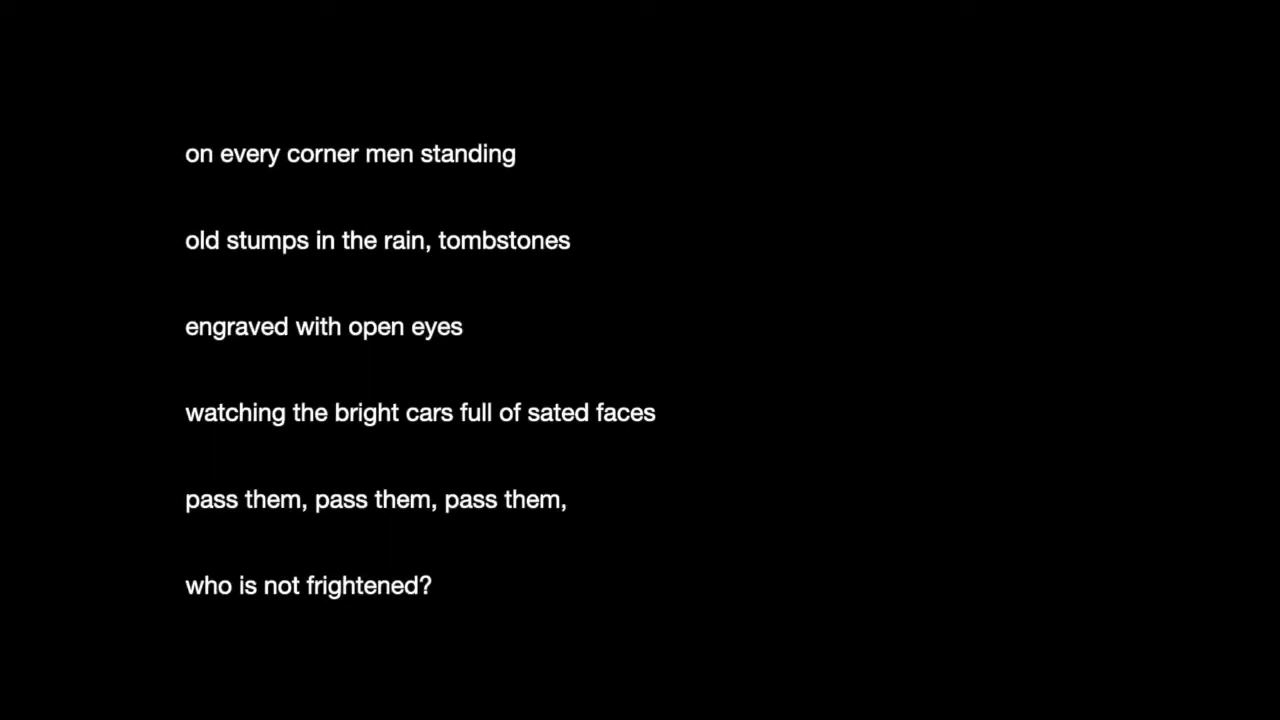 on every corner men standing
old stumps in the rain, tombstones
engraved with open eyes
watching the bright cars full of sated faces
pass them, pass them, pass them,
who is not frightened?